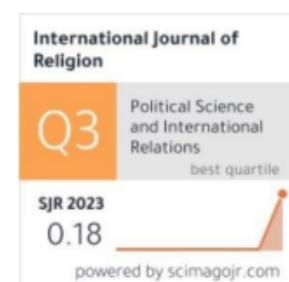 International Journal of
Religion
Q3
Political Science
and International
Relations
best quartile
SJR 2023
0.18
powered by scimagojr.com